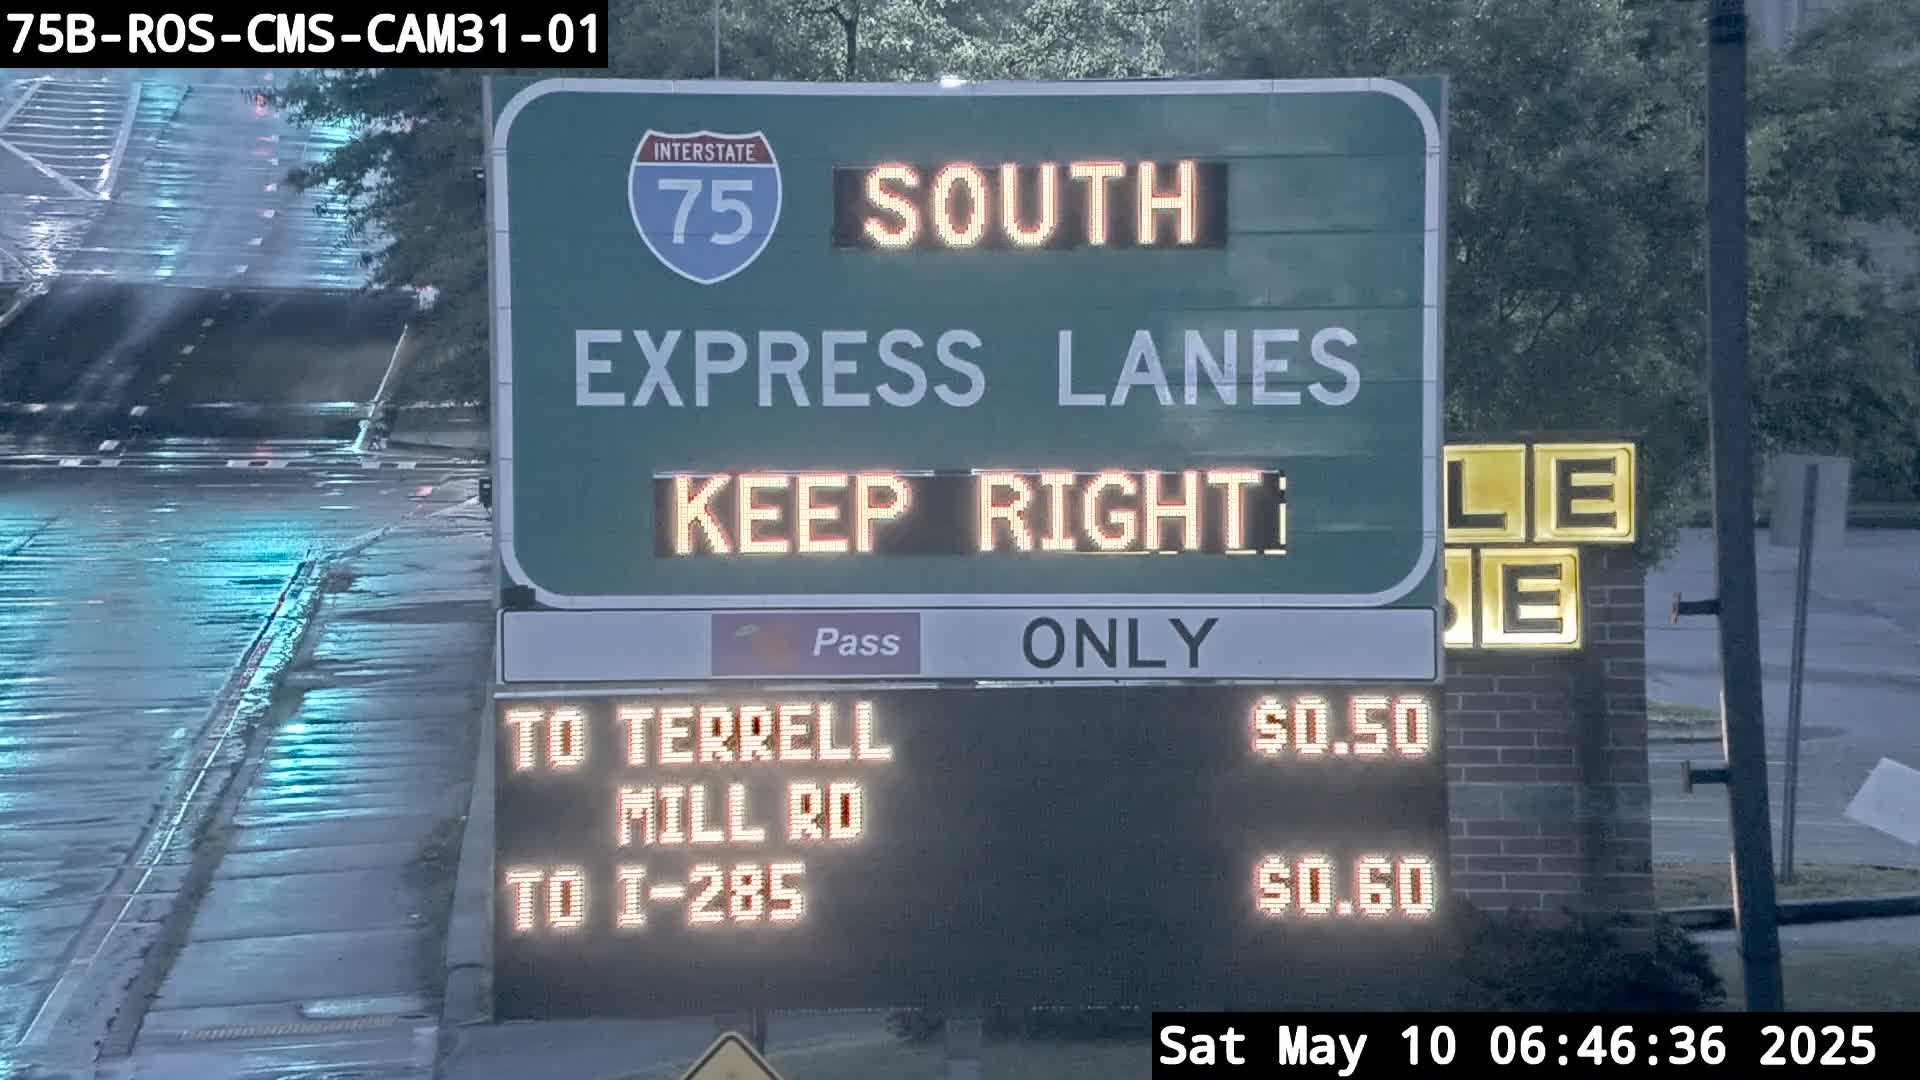 75B-ROS-CMS-CAM31-01
INTERSTATE
75
SOUTH
EXPRESS LANES
KEEP RIGHT
Pass ONLY
TO TERRELL $0.50
MILL RD
TO I-285 $0.60
LE
E
Sat May 10 06:46:36 2025